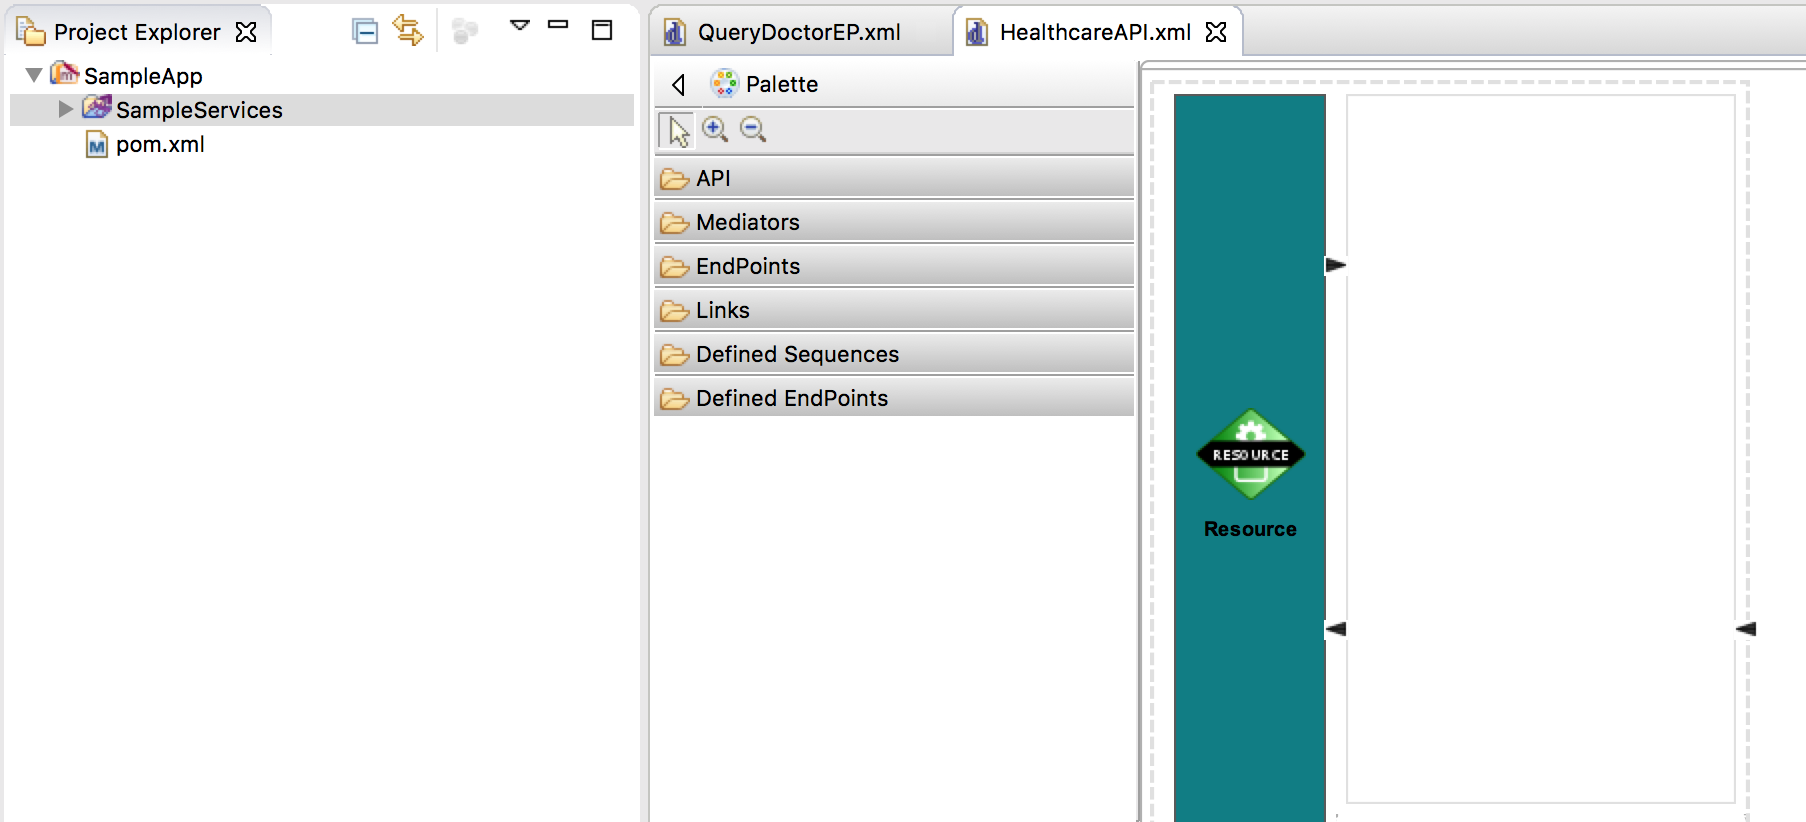 Project Explorer
SampleApp
SampleServices
pom.xml
QueryDoctorEP.xml
HealthcareAPI.xml
Palette
API
Mediators
EndPoints
Links
Defined Sequences
Defined EndPoints
RESOURCE
Resource